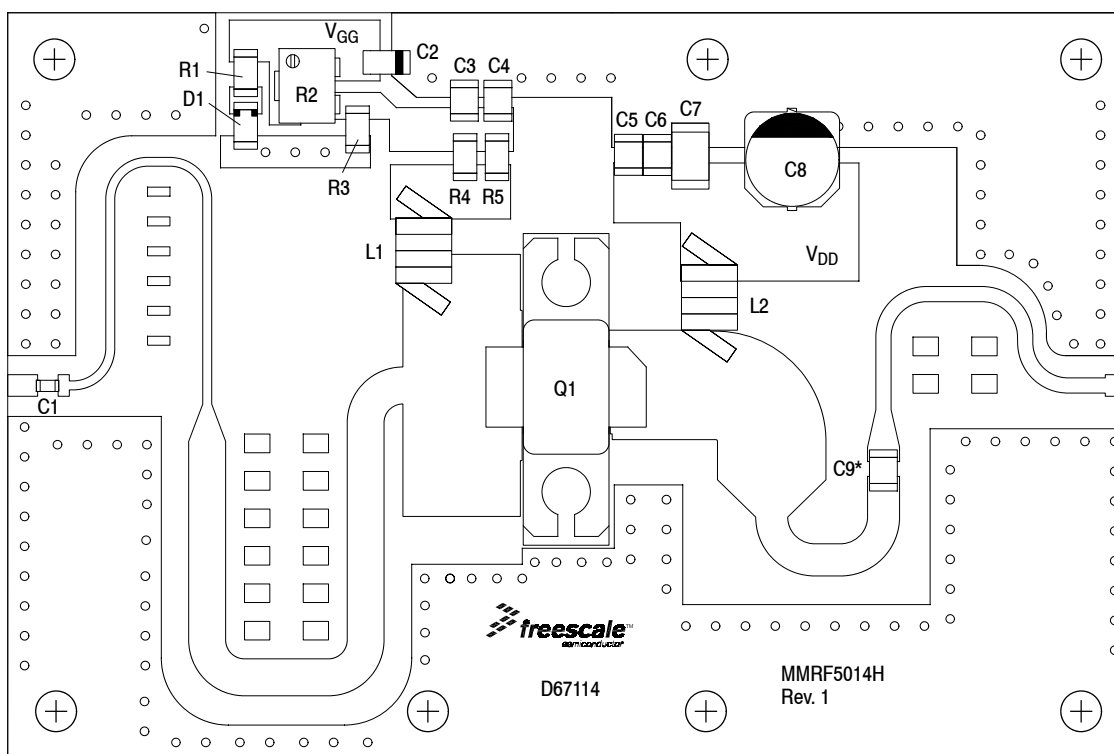 VGG
C2
R1
R2
C3 C4
D1
C5 C6 C7
R3
R4 R5
C8
L1
VDD
L2
Q1
C1
C9*
freescale™
semiconductor
D67114
MMRF5014H
Rev. 1